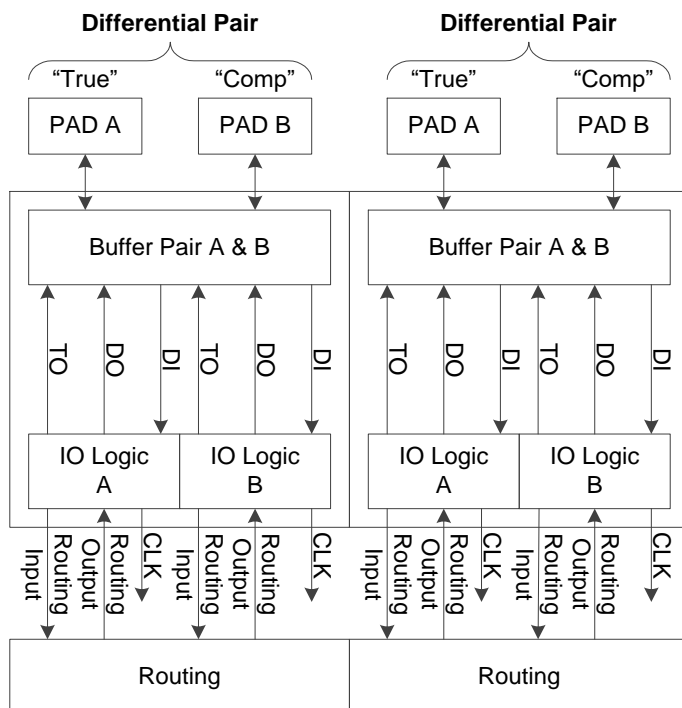 Differential Pair Differential Pair
“True” “Comp” “True” “Comp”
PAD A PAD B PAD A PAD B
Buffer Pair A & B Buffer Pair A & B
TO DO DI TO DO DI TO DO DI TO DO DI
IO Logic A IO Logic B IO Logic A IO Logic B
Routing Input Routing Output CLK Routing Input Routing Output CLK Routing Input Routing Output CLK Routing Input Routing Output CLK
Routing Routing